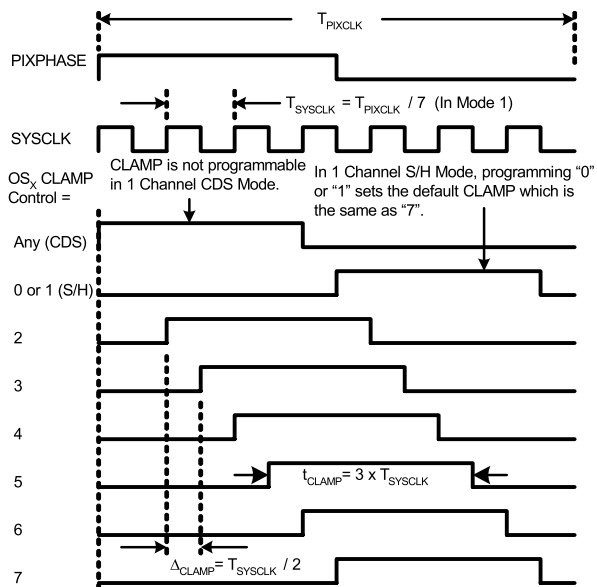 T_PIXCLK
PIXPHASE
T_SYSCLK = T_PIXCLK / 7 (In Mode 1)
SYSCLK
CLAMP is not programmable
in 1 Channel CDS Mode.
In 1 Channel S/H Mode, programming “0”
or “1” sets the default CLAMP which is
the same as “7”.
OS_X CLAMP
Control =
Any (CDS)
0 or 1 (S/H)
2
3
4
5
t_CLAMP= 3 x T_SYSCLK
6
Δ_CLAMP= T_SYSCLK / 2
7